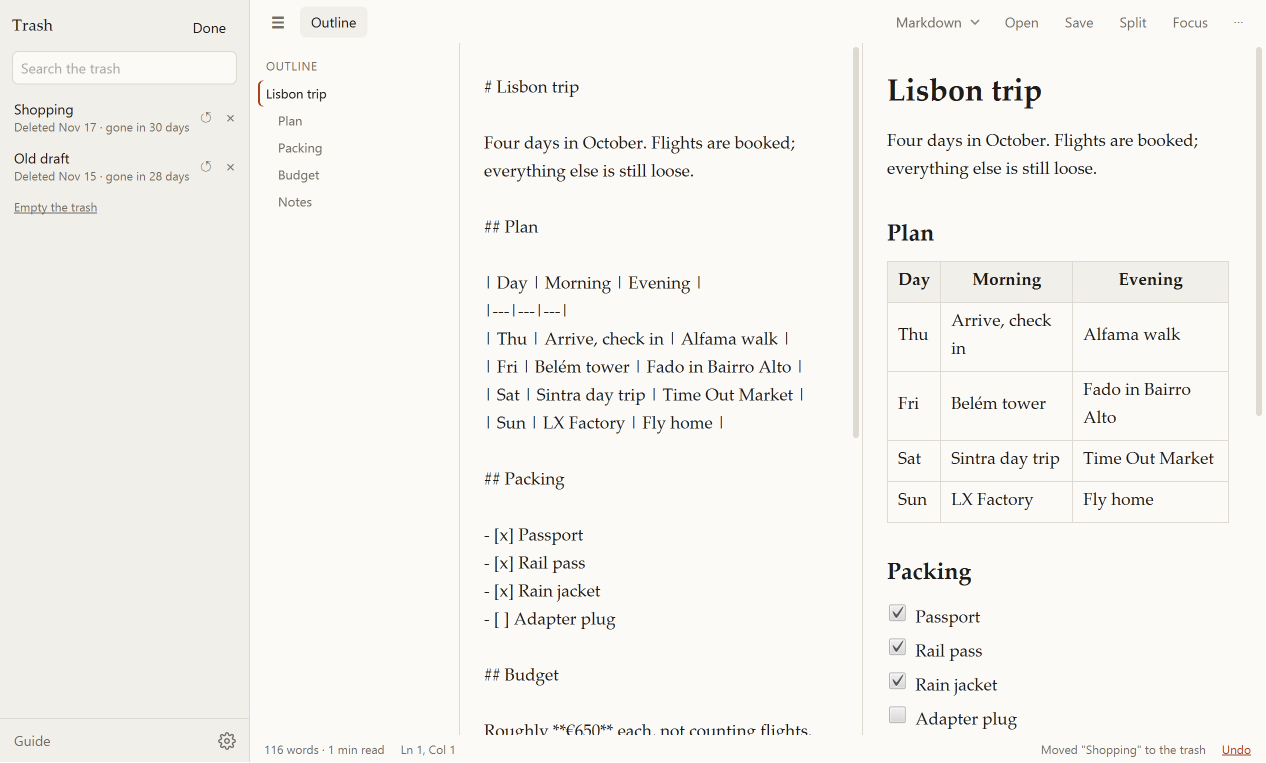 Trash
Done
Search the trash
Shopping
Deleted Nov 17 · gone in 30 days
Old draft
Deleted Nov 15 · gone in 28 days
Empty the trash
Guide
Outline
Markdown
Open
Save
Split
Focus
···
OUTLINE
Lisbon trip
Plan
Packing
Budget
Notes
# Lisbon trip
Four days in October. Flights are booked;
everything else is still loose.
## Plan
| Day | Morning | Evening |
|---|---|---|
| Thu | Arrive, check in | Alfama walk |
| Fri | Belém tower | Fado in Bairro Alto |
| Sat | Sintra day trip | Time Out Market |
| Sun | LX Factory | Fly home |
## Packing
- [x] Passport
- [x] Rail pass
- [x] Rain jacket
- [ ] Adapter plug
## Budget
Roughly **€650** each, not counting flights.
Lisbon trip
Four days in October. Flights are booked;
everything else is still loose.
Plan
Day Morning Evening
Thu Arrive, check in Alfama walk
Fri Belém tower Fado in Bairro Alto
Sat Sintra day trip Time Out Market
Sun LX Factory Fly home
Packing
Passport
Rail pass
Rain jacket
Adapter plug
116 words · 1 min read
Ln 1, Col 1
Moved "Shopping" to the trash
Undo